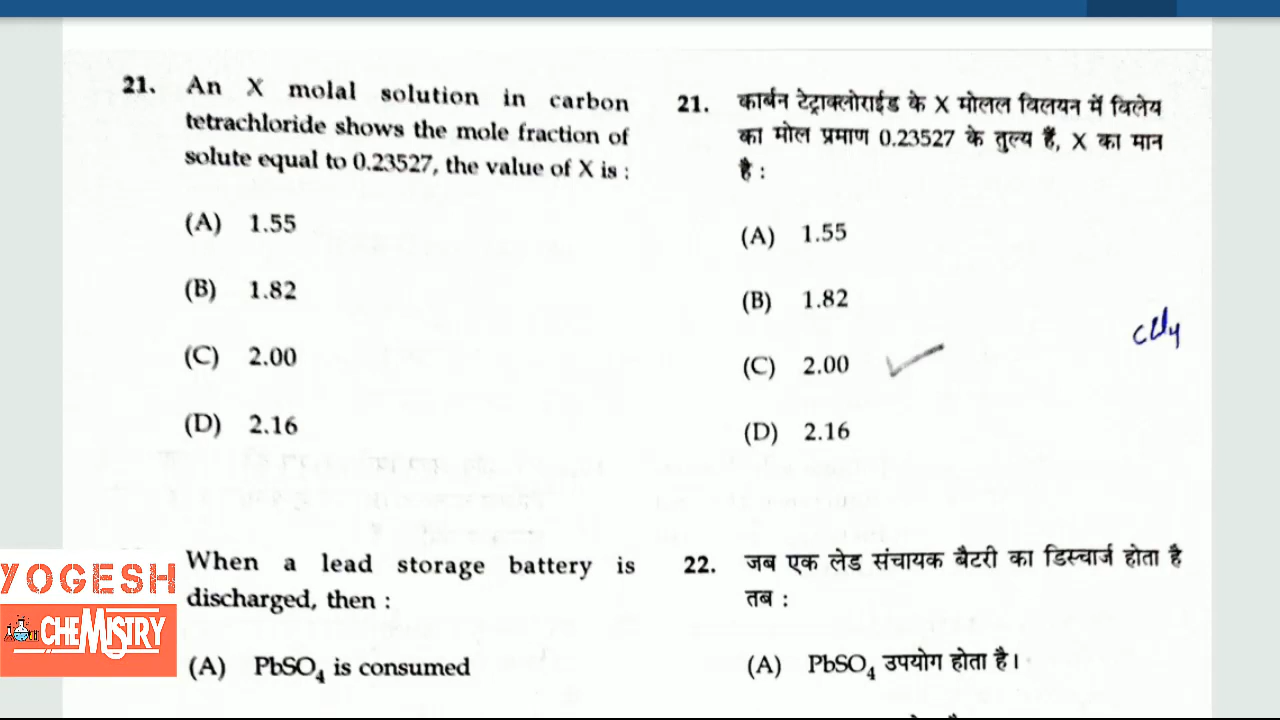 21. An X molal solution in carbon
tetrachloride shows the mole fraction of
solute equal to 0.23527, the value of X is :
(A) 1.55
(B) 1.82
(C) 2.00
(D) 2.16
When a lead storage battery is
discharged, then :
(A) PbSO4 is consumed
21. कार्बन टेट्राक्लोराईड के X मोलल विलयन में विलेय
का मोल प्रमाण 0.23527 के तुल्य हैं, X का मान
है :
(A) 1.55
(B) 1.82
(C) 2.00
(D) 2.16
CCl4
22. जब एक लेड संचायक बैटरी का डिस्चार्ज होता है
तब :
(A) PbSO4 उपयोग होता है।
YOGESH
CHEMISTRY